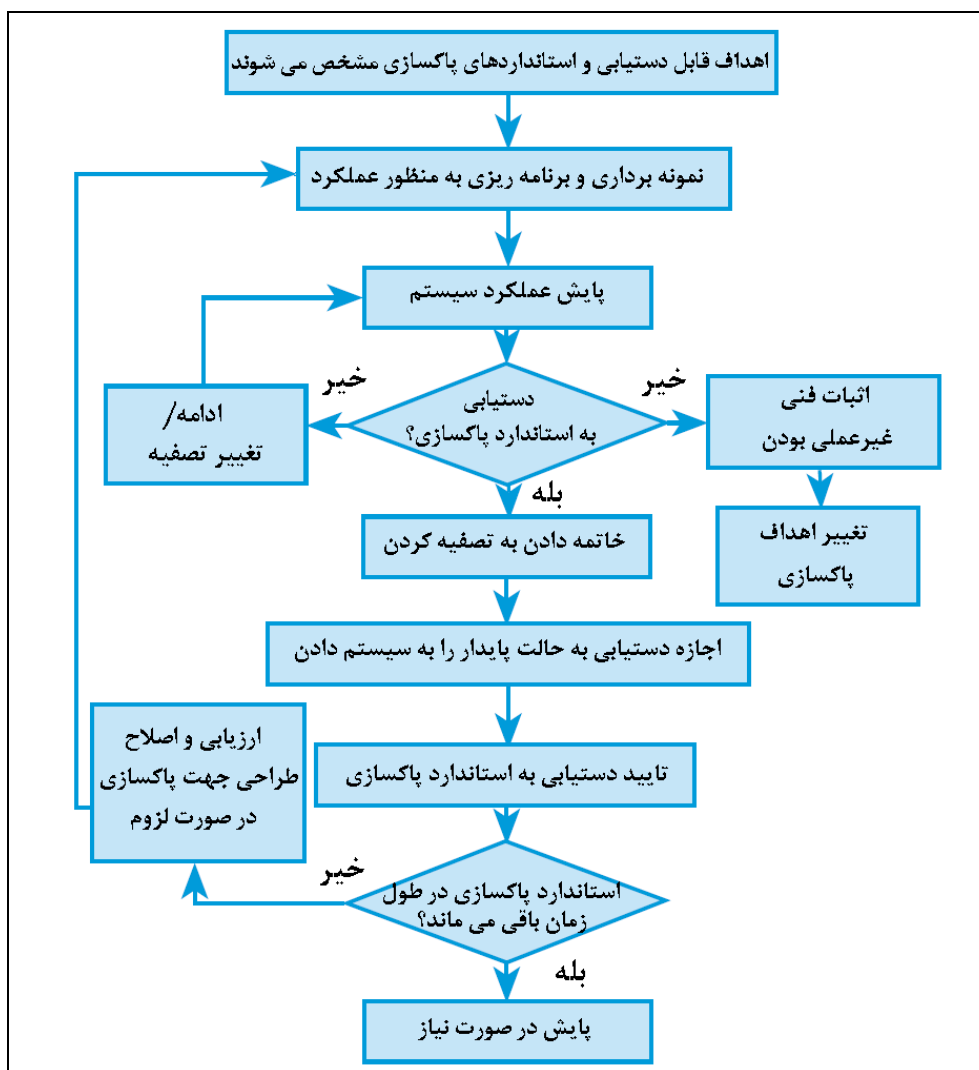 اهداف قابل دستیابی و استانداردهای پاکسازی مشخص می شوند
نمونه برداری و برنامه ریزی به منظور عملکرد
پایش عملکرد سیستم
خیر
خیر
دستیابی
به استاندارد پاکسازی؟
اثبات فنی
غیرعملی بودن
ادامه/
تغییر تصفیه
بله
خاتمه دادن به تصفیه کردن
تغییر اهداف
پاکسازی
اجازه دستیابی به حالت پایدار را به سیستم دادن
ارزیابی و اصلاح
طراحی جهت پاکسازی
در صورت لزوم
تایید دستیابی به استاندارد پاکسازی
خیر
استاندارد پاکسازی در طول
زمان باقی می ماند؟
بله
پایش در صورت نیاز